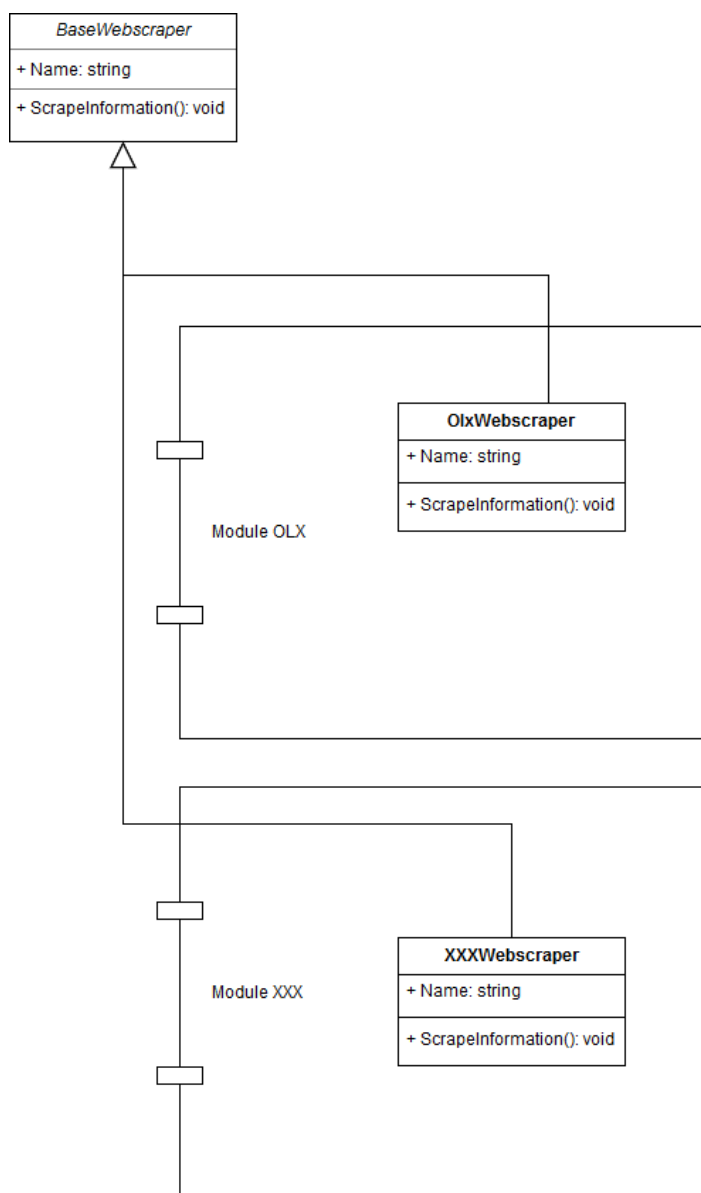 BaseWebscraper
+ Name: string
+ ScrapeInformation(): void
OlxWebscraper
+ Name: string
+ ScrapeInformation(): void
Module OLX
XXXWebscraper
+ Name: string
Module XXX
+ ScrapeInformation(): void